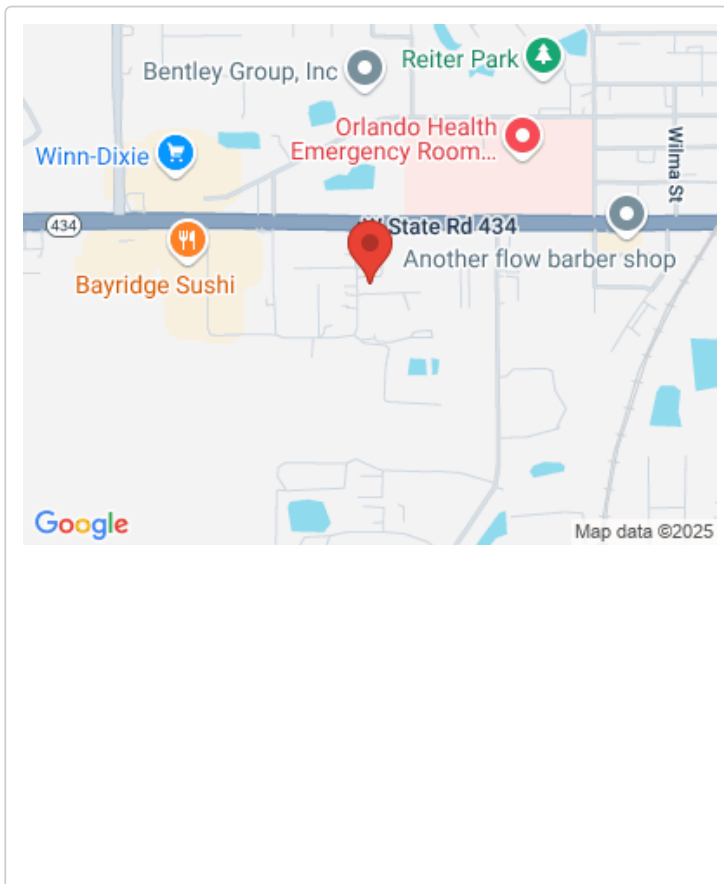 Bentley Group, Inc
Reiter Park
Orlando Health
Emergency Room...
Winn-Dixie
Wilma St
434
W State Rd 434
Another flow barber shop
Bayridge Sushi
Google
Map data ©2025